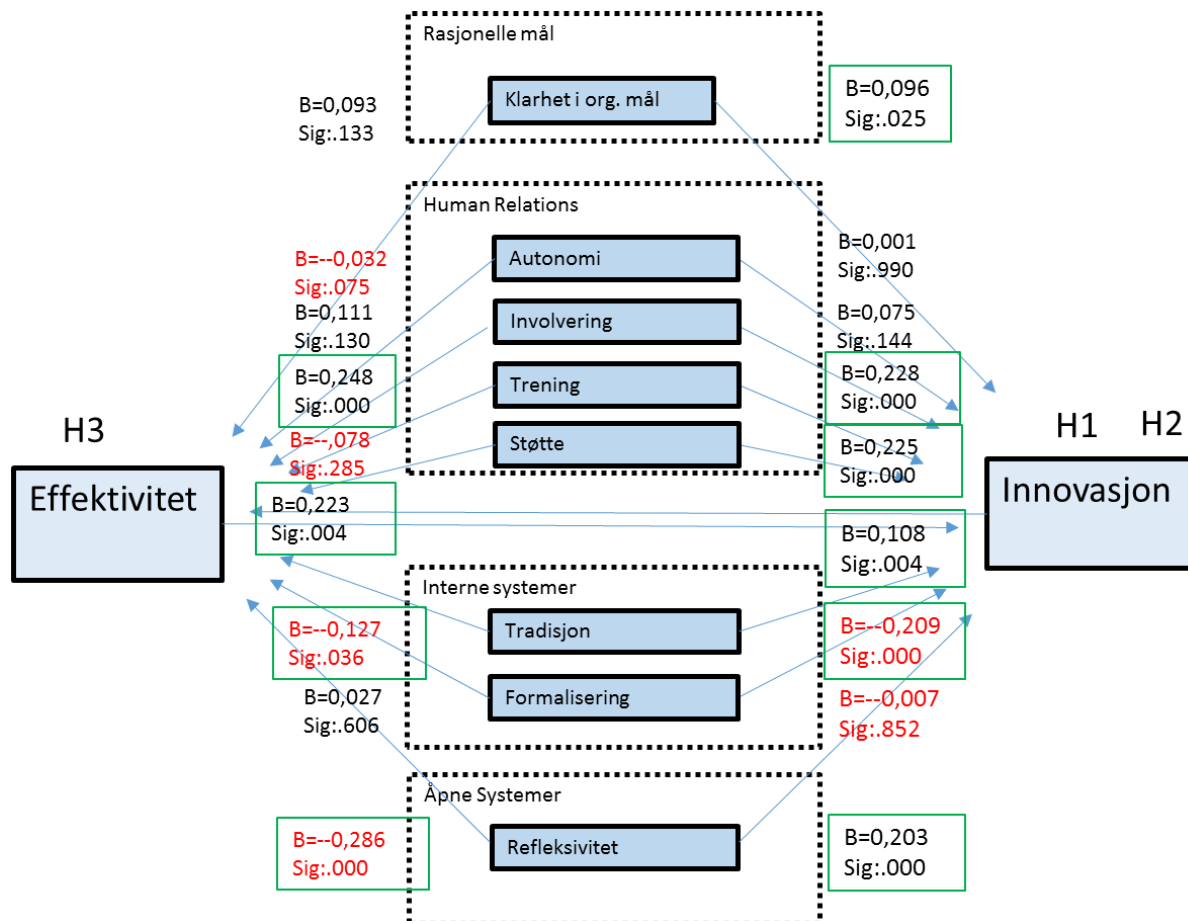 Rasjonelle mål
Klarhet i org. mål
B=0,093
Sig:.133
B=0,096
Sig:.025
Human Relations
Autonomi
Involvering
Trening
Støtte
B=--0,032
Sig:.075
B=0,111
Sig:.130
B=0,248
Sig:.000
B=--,078
Sig:.285
B=0,223
Sig:.004
B=0,001
Sig:.990
B=0,075
Sig:.144
B=0,228
Sig:.000
B=0,225
Sig:.000
B=0,108
Sig:.004
H3
Effektivitet
H1 H2
Innovasjon
Interne systemer
Tradisjon
Formalisering
B=--0,127
Sig:.036
B=0,027
Sig:.606
B=--0,209
Sig:.000
B=--0,007
Sig:.852
Åpne Systemer
Refleksivitet
B=--0,286
Sig:.000
B=0,203
Sig:.000